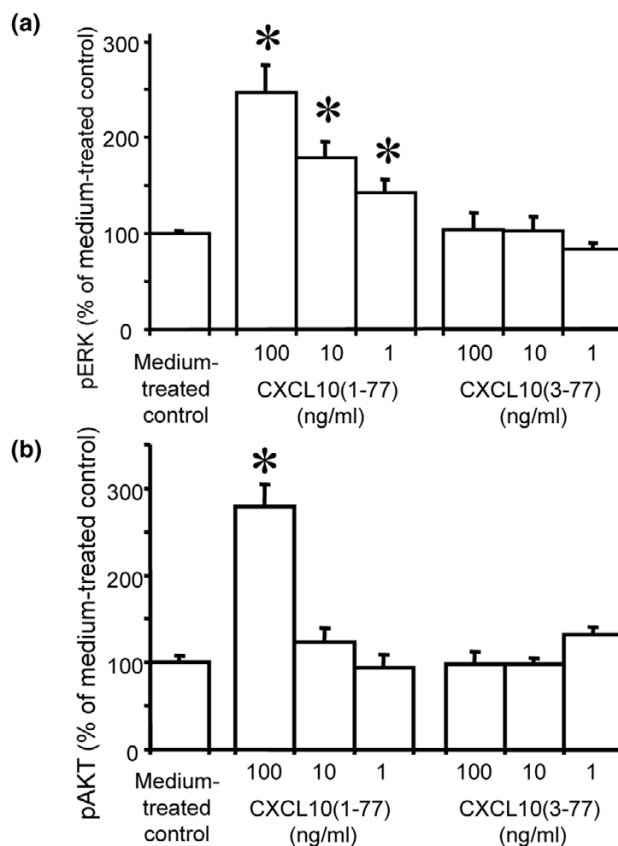 (a)
pERK (% of medium-treated control)
300
200
100
0
*
*
*
100 10 1 100 10 1
Medium-
treated
control
CXCL10(1-77) CXCL10(3-77)
(ng/ml) (ng/ml)
(b)
pAKT (% of medium-treated control)
300
200
100
0
*
100 10 1 100 10 1
Medium-
treated
control
CXCL10(1-77) CXCL10(3-77)
(ng/ml) (ng/ml)